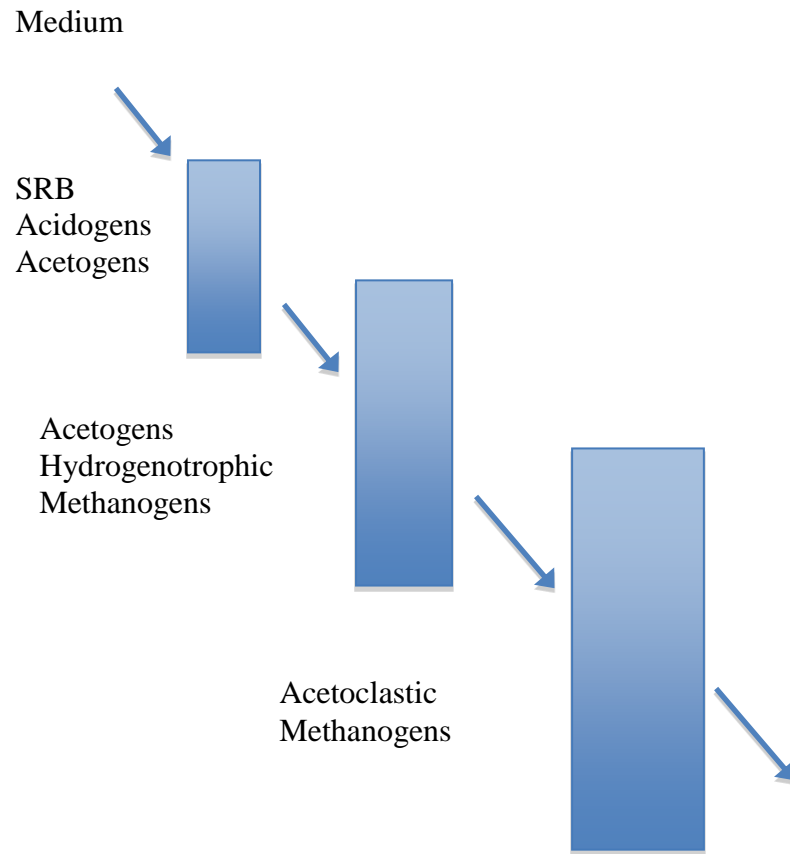 Medium
SRB
Acidogens
Acetogens
Acetogens
Hydrogenotrophic
Methanogens
Acetoclastic
Methanogens